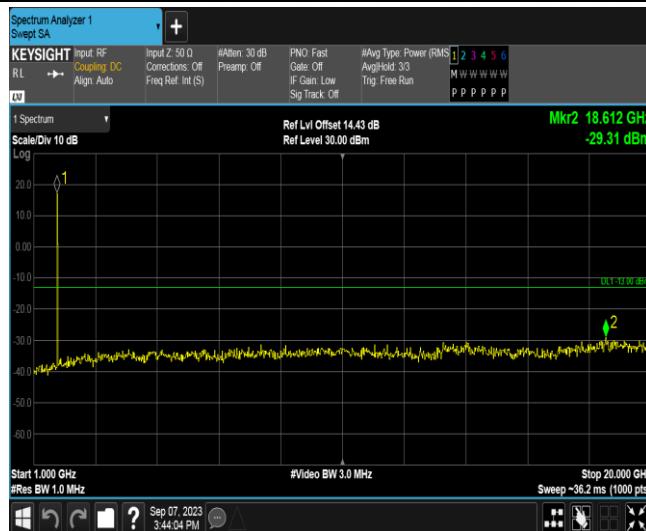 Spectrum Analyzer 1
Swept SA
+
KEYSIGHT
RL
LXI
Input: RF
Coupling: DC
Align: Auto
Input Z: 50 Ω
Corrections: Off
Freq Ref: Int (S)
#Atten: 30 dB
Preamp: Off
PNO: Fast
Gate: Off
IF Gain: Low
Sig Track: Off
#Avg Type: Power (RMS
Avg|Hold: 3/3
Trig: Free Run
1 2 3 4 5 6
M W W W W W
P P P P P P
1 Spectrum
Scale/Div 10 dB
Log
Ref Lvl Offset 14.43 dB
Ref Level 30.00 dBm
Mkr2 18.612 GHz
-29.31 dBm
1
20.0
10.0
0.00
-10.0
DL1 -13.00 dBm
-20.0
2
-30.0
-40.0
-50.0
-60.0
Start 1.000 GHz
#Video BW 3.0 MHz
Stop 20.000 GHz
#Res BW 1.0 MHz
Sweep ~36.2 ms (1000 pts
?
Sep 07, 2023
3:44:04 PM